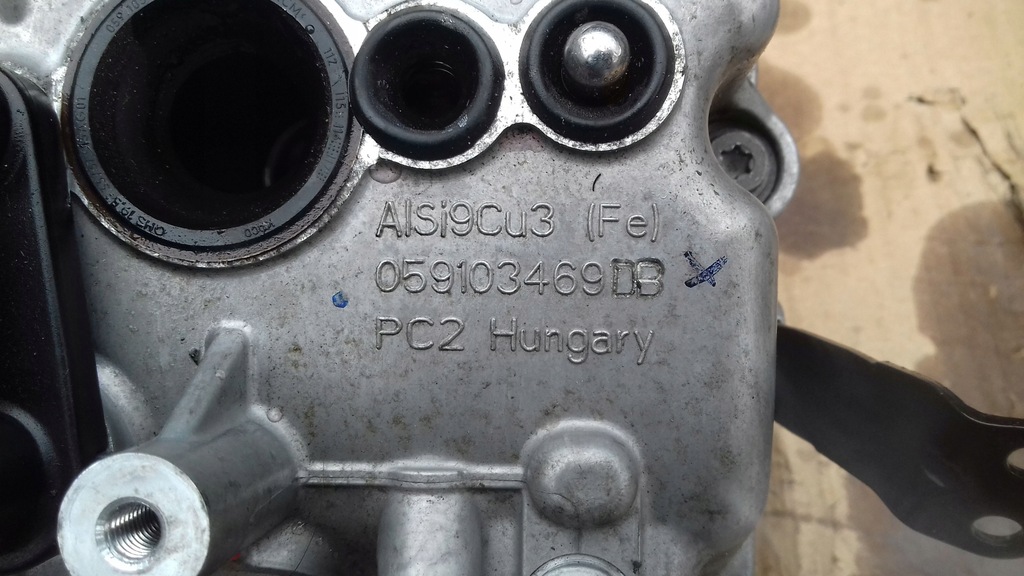 AlSi9Cu3 (Fe)
059103469DB
PC2 Hungary